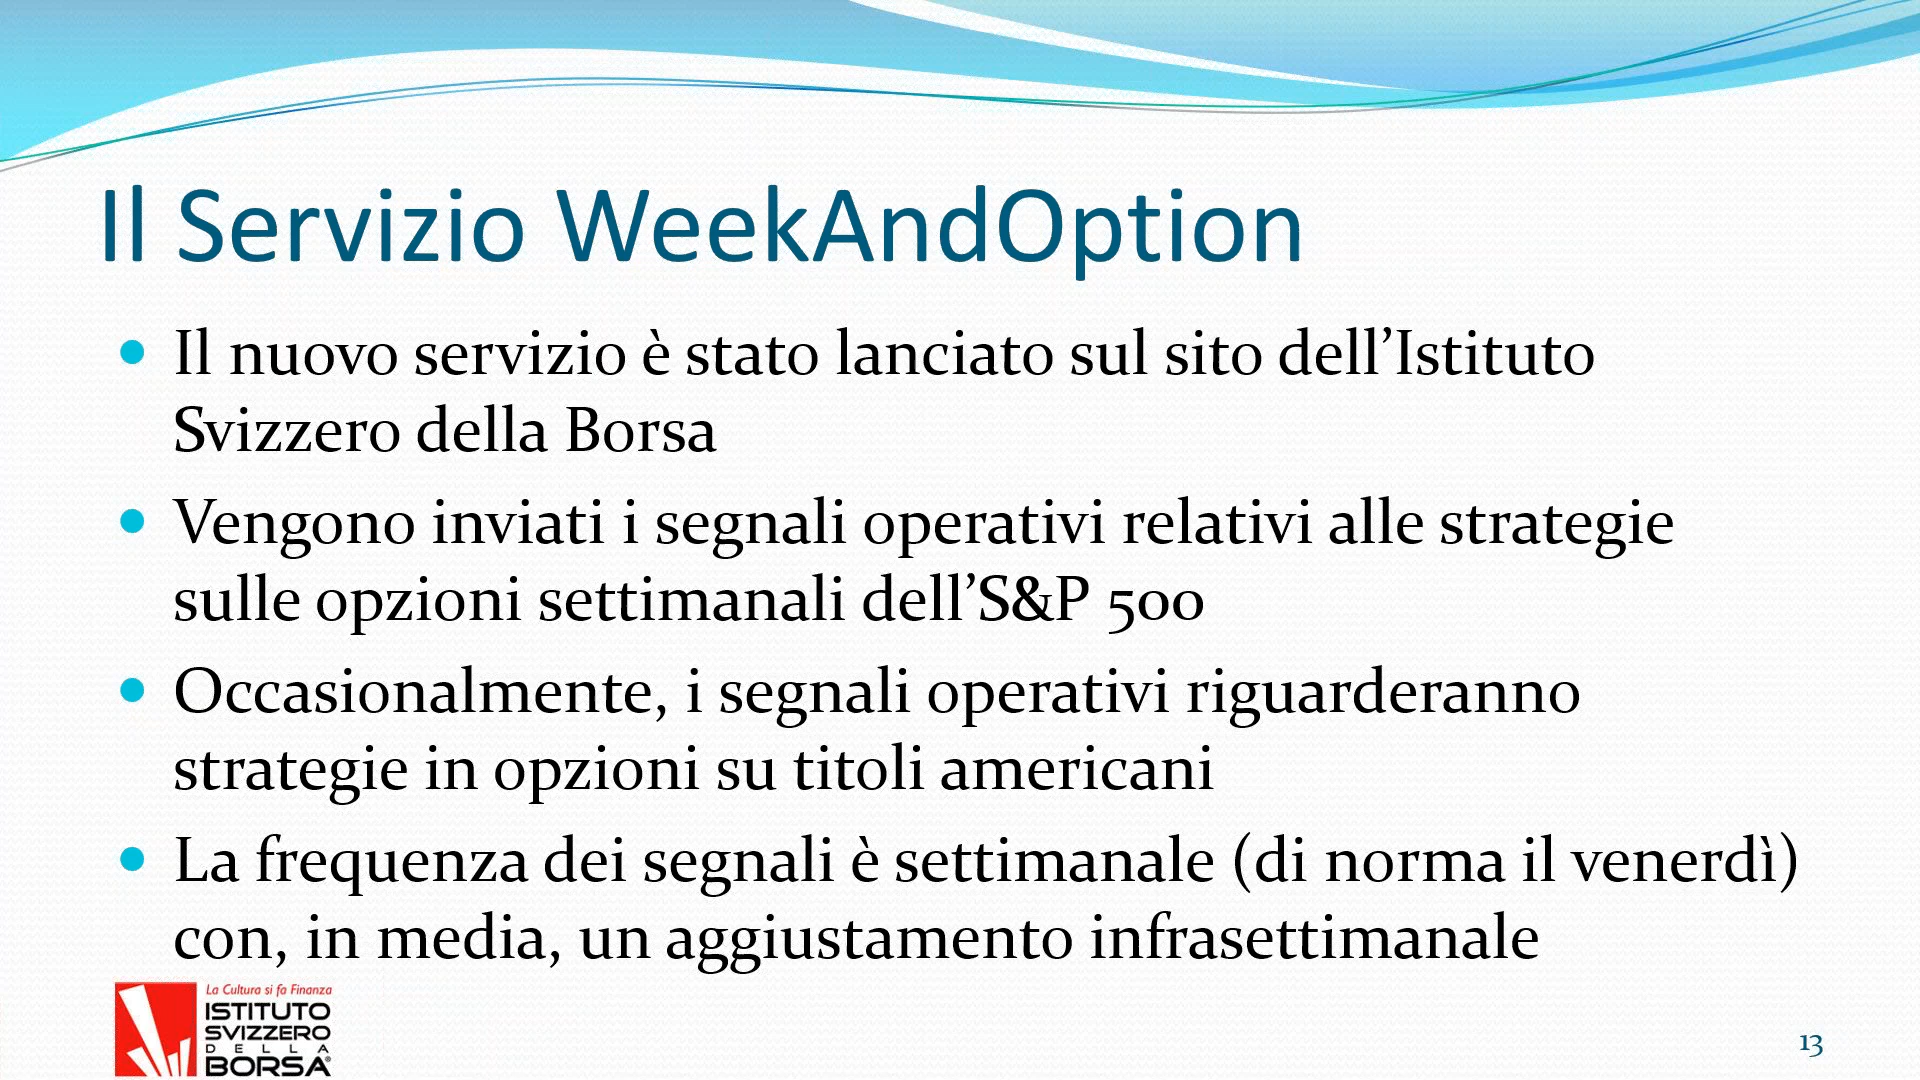 Il Servizio WeekAndOption
• Il nuovo servizio è stato lanciato sul sito dell’Istituto
Svizzero della Borsa
• Vengono inviati i segnali operativi relativi alle strategie
sulle opzioni settimanali dell’S&P 500
• Occasionalmente, i segnali operativi riguarderanno
strategie in opzioni su titoli americani
• La frequenza dei segnali è settimanale (di norma il venerdì)
con, in media, un aggiustamento infrasettimanale
La Cultura si fa Finanza
ISTITUTO
SVIZZERO
DELLA
BORSA®
13